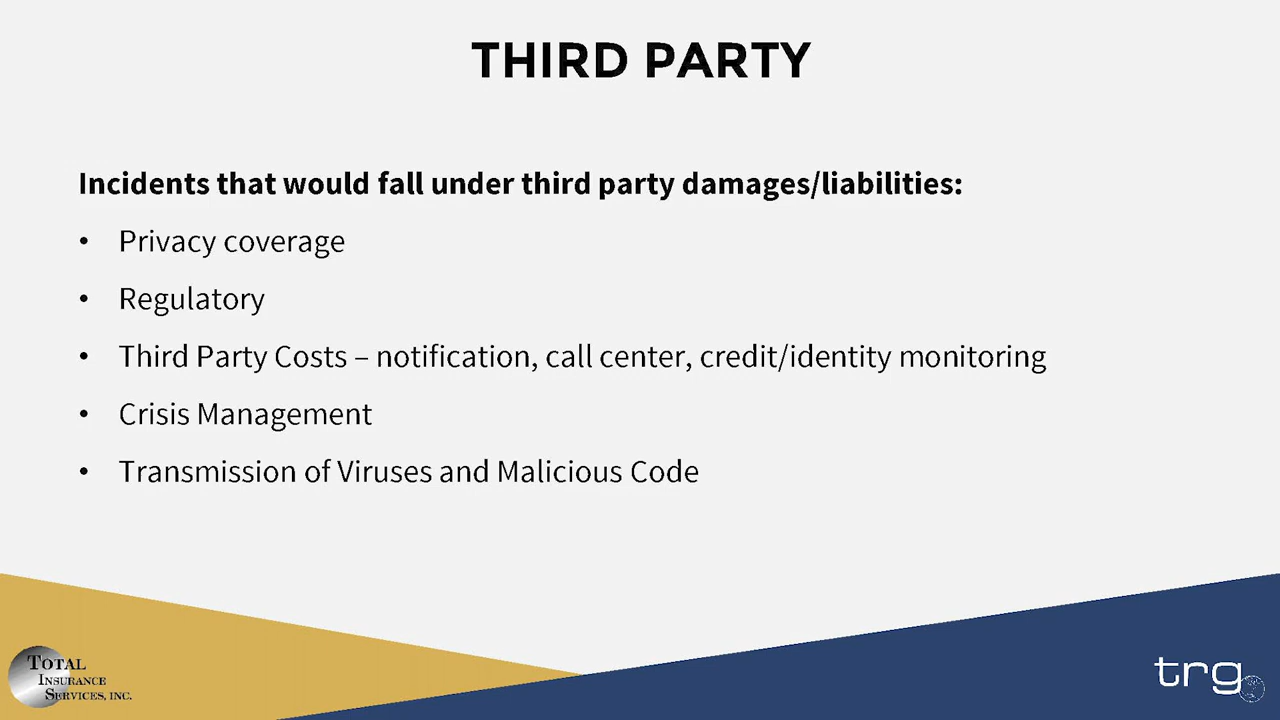 THIRD PARTY
Incidents that would fall under third party damages/liabilities:
• Privacy coverage
• Regulatory
• Third Party Costs – notification, call center, credit/identity monitoring
• Crisis Management
• Transmission of Viruses and Malicious Code
TOTAL
INSURANCE
SERVICES, INC.
trg